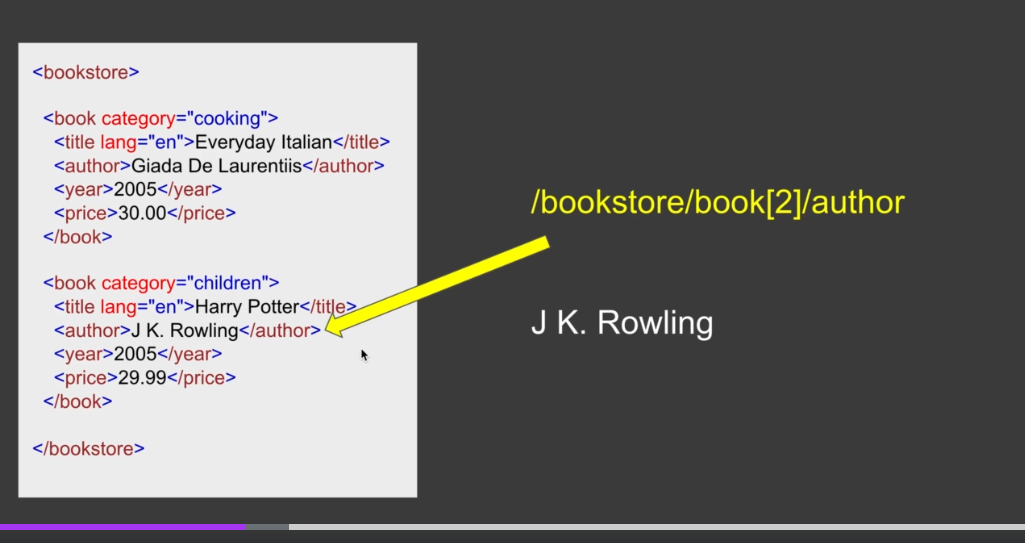 <bookstore>
<book category="cooking">
<title lang="en">Everyday Italian</title>
<author>Giada De Laurentiis</author>
<year>2005</year>
<price>30.00</price>
</book>
<book category="children">
<title lang="en">Harry Potter</title>
<author>J K. Rowling</author>
<year>2005</year>
<price>29.99</price>
</book>
</bookstore>
/bookstore/book[2]/author
J K. Rowling